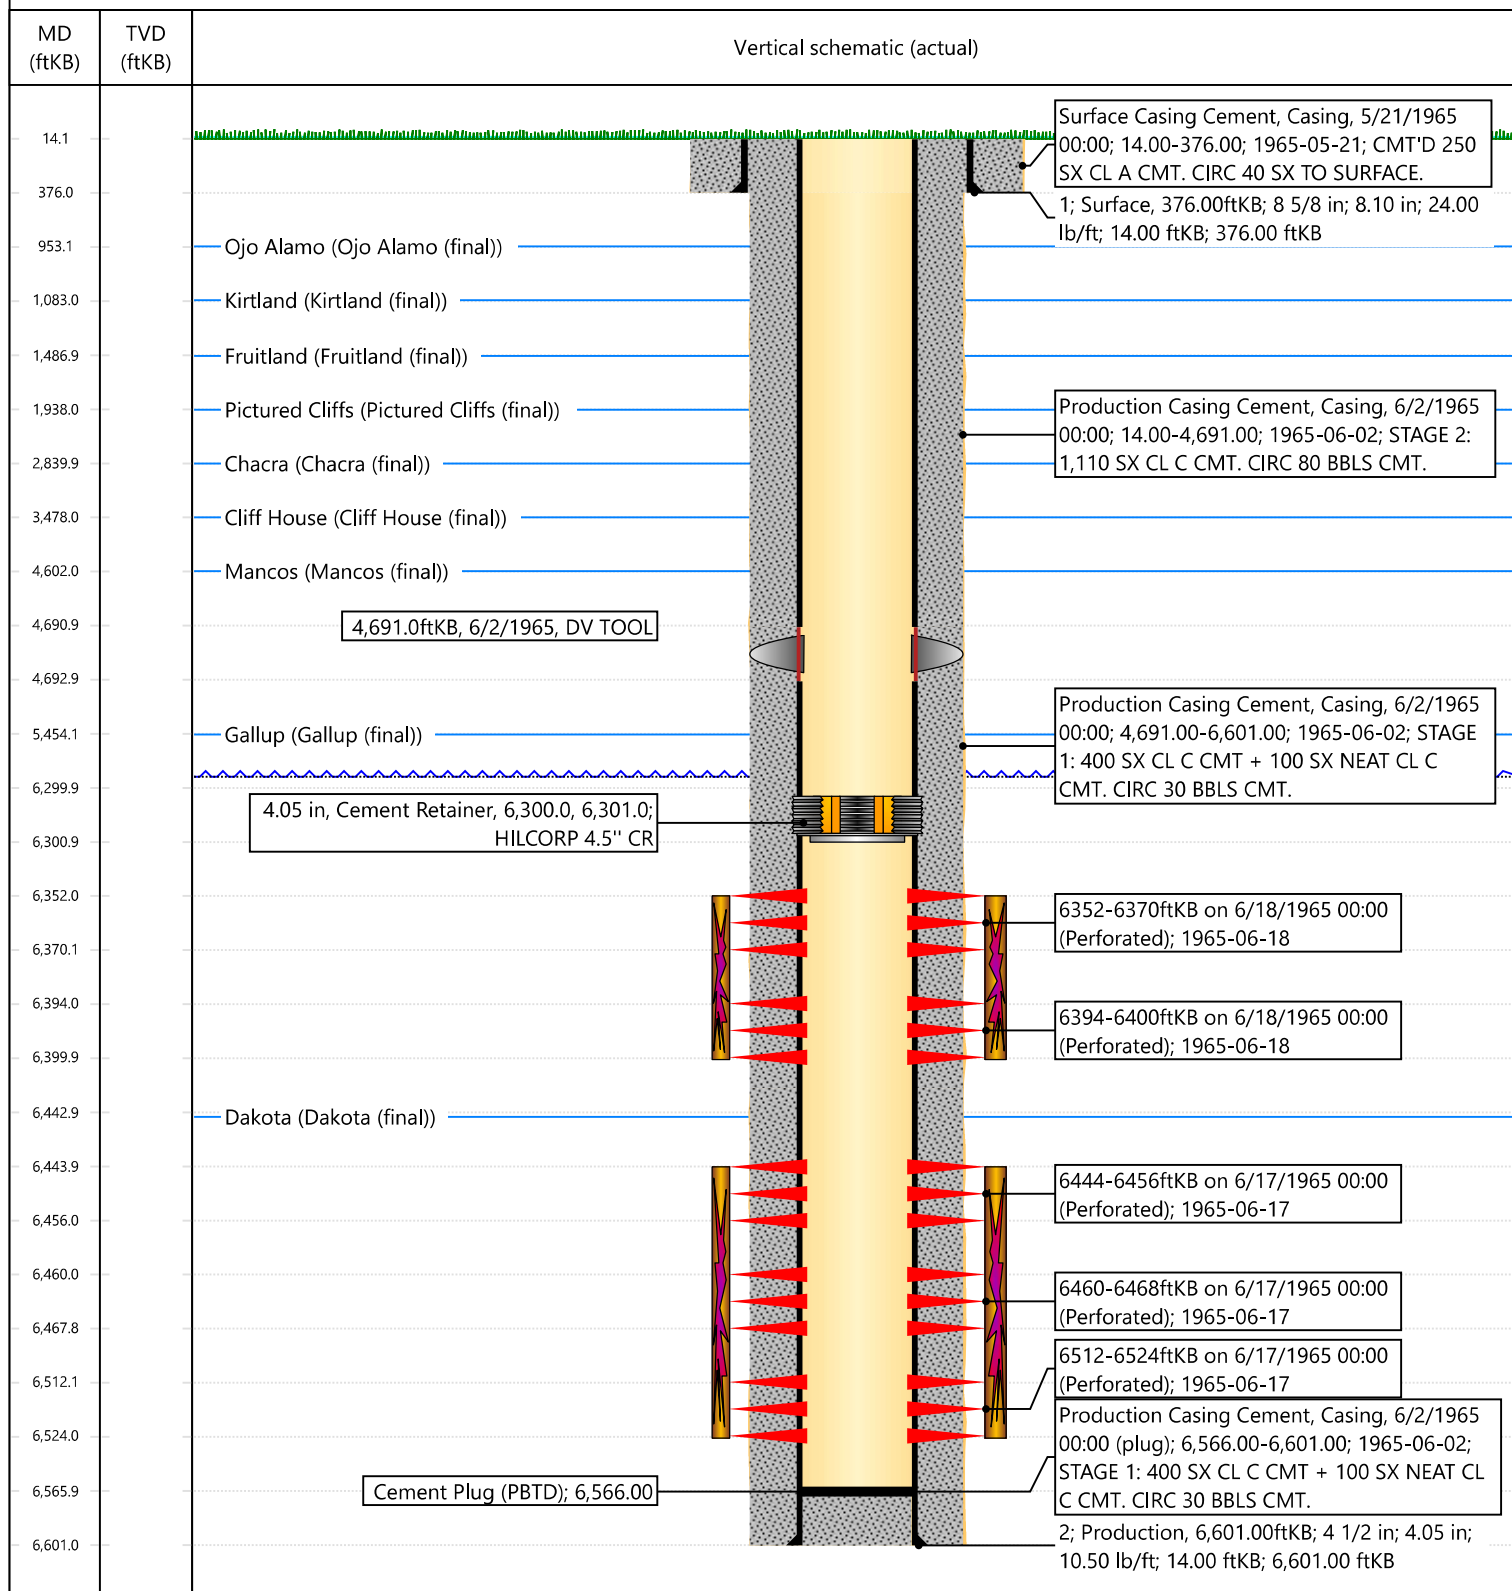 MD
(ftKB)
TVD
(ftKB)
Vertical schematic (actual)
14.1
376.0
953.1
1,083.0
1,486.9
1,938.0
2,839.9
3,478.0
4,602.0
4,690.9
4,692.9
5,454.1
6,299.9
6,300.9
6,352.0
6,370.1
6,394.0
6,399.9
6,442.9
6,443.9
6,456.0
6,460.0
6,467.8
6,512.1
6,524.0
6,565.9
6,601.0
Ojo Alamo (Ojo Alamo (final))
Kirtland (Kirtland (final))
Fruitland (Fruitland (final))
Pictured Cliffs (Pictured Cliffs (final))
Chacra (Chacra (final))
Cliff House (Cliff House (final))
Mancos (Mancos (final))
4,691.0ftKB, 6/2/1965, DV TOOL
Gallup (Gallup (final))
4.05 in, Cement Retainer, 6,300.0, 6,301.0;
HILCORP 4.5'' CR
Dakota (Dakota (final))
Cement Plug (PBTD); 6,566.00
Surface Casing Cement, Casing, 5/21/1965
00:00; 14.00-376.00; 1965-05-21; CMT'D 250
SX CL A CMT. CIRC 40 SX TO SURFACE.
1; Surface, 376.00ftKB; 8 5/8 in; 8.10 in; 24.00
lb/ft; 14.00 ftKB; 376.00 ftKB
Production Casing Cement, Casing, 6/2/1965
00:00; 14.00-4,691.00; 1965-06-02; STAGE 2:
1,110 SX CL C CMT. CIRC 80 BBLS CMT.
Production Casing Cement, Casing, 6/2/1965
00:00; 4,691.00-6,601.00; 1965-06-02; STAGE
1: 400 SX CL C CMT + 100 SX NEAT CL C
CMT. CIRC 30 BBLS CMT.
6352-6370ftKB on 6/18/1965 00:00
(Perforated); 1965-06-18
6394-6400ftKB on 6/18/1965 00:00
(Perforated); 1965-06-18
6444-6456ftKB on 6/17/1965 00:00
(Perforated); 1965-06-17
6460-6468ftKB on 6/17/1965 00:00
(Perforated); 1965-06-17
6512-6524ftKB on 6/17/1965 00:00
(Perforated); 1965-06-17
Production Casing Cement, Casing, 6/2/1965
00:00 (plug); 6,566.00-6,601.00; 1965-06-02;
STAGE 1: 400 SX CL C CMT + 100 SX NEAT CL
C CMT. CIRC 30 BBLS CMT.
2; Production, 6,601.00ftKB; 4 1/2 in; 4.05 in;
10.50 lb/ft; 14.00 ftKB; 6,601.00 ftKB